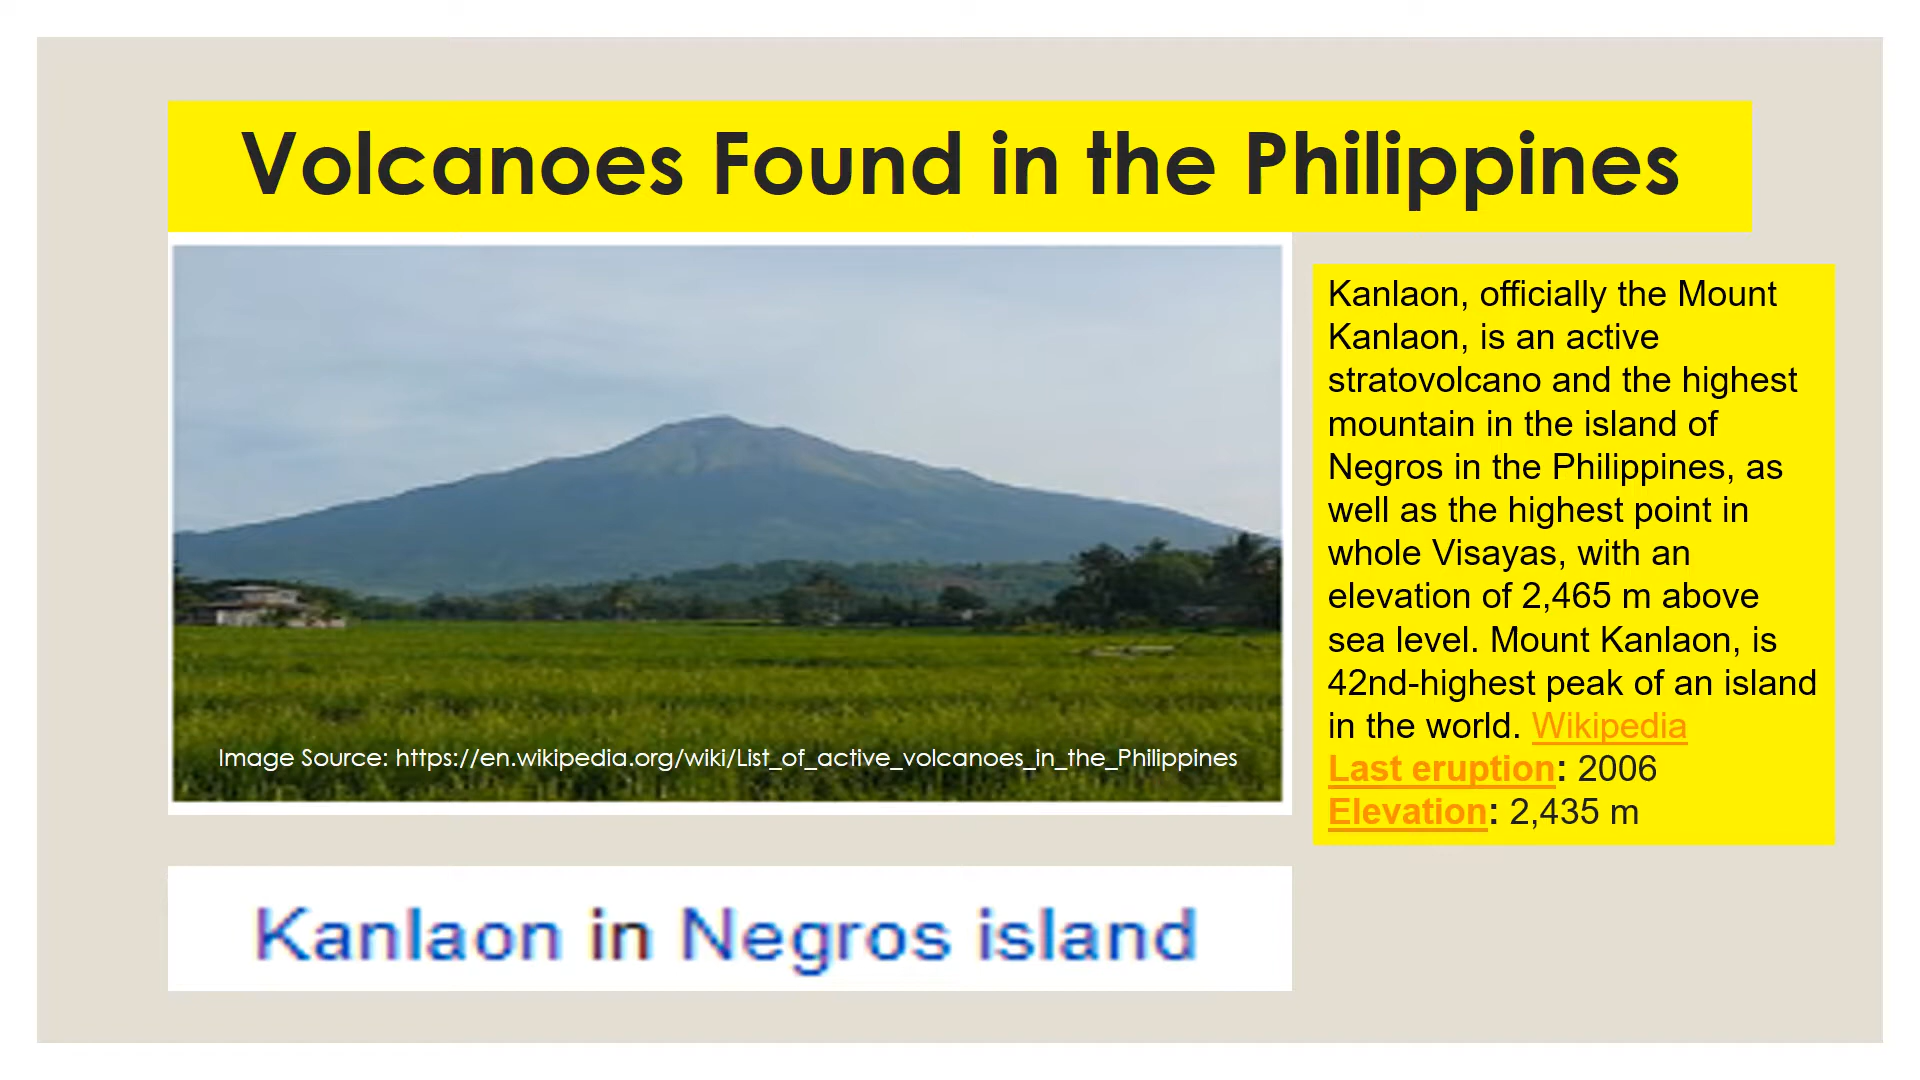 Volcanoes Found in the Philippines
Kanlaon, officially the Mount
Kanlaon, is an active
stratovolcano and the highest
mountain in the island of
Negros in the Philippines, as
well as the highest point in
whole Visayas, with an
elevation of 2,465 m above
sea level. Mount Kanlaon, is
42nd-highest peak of an island
in the world. Wikipedia
Last eruption: 2006
Elevation: 2,435 m
Image Source: https://en.wikipedia.org/wiki/List_of_active_volcanoes_in_the_Philippines
Kanlaon in Negros island